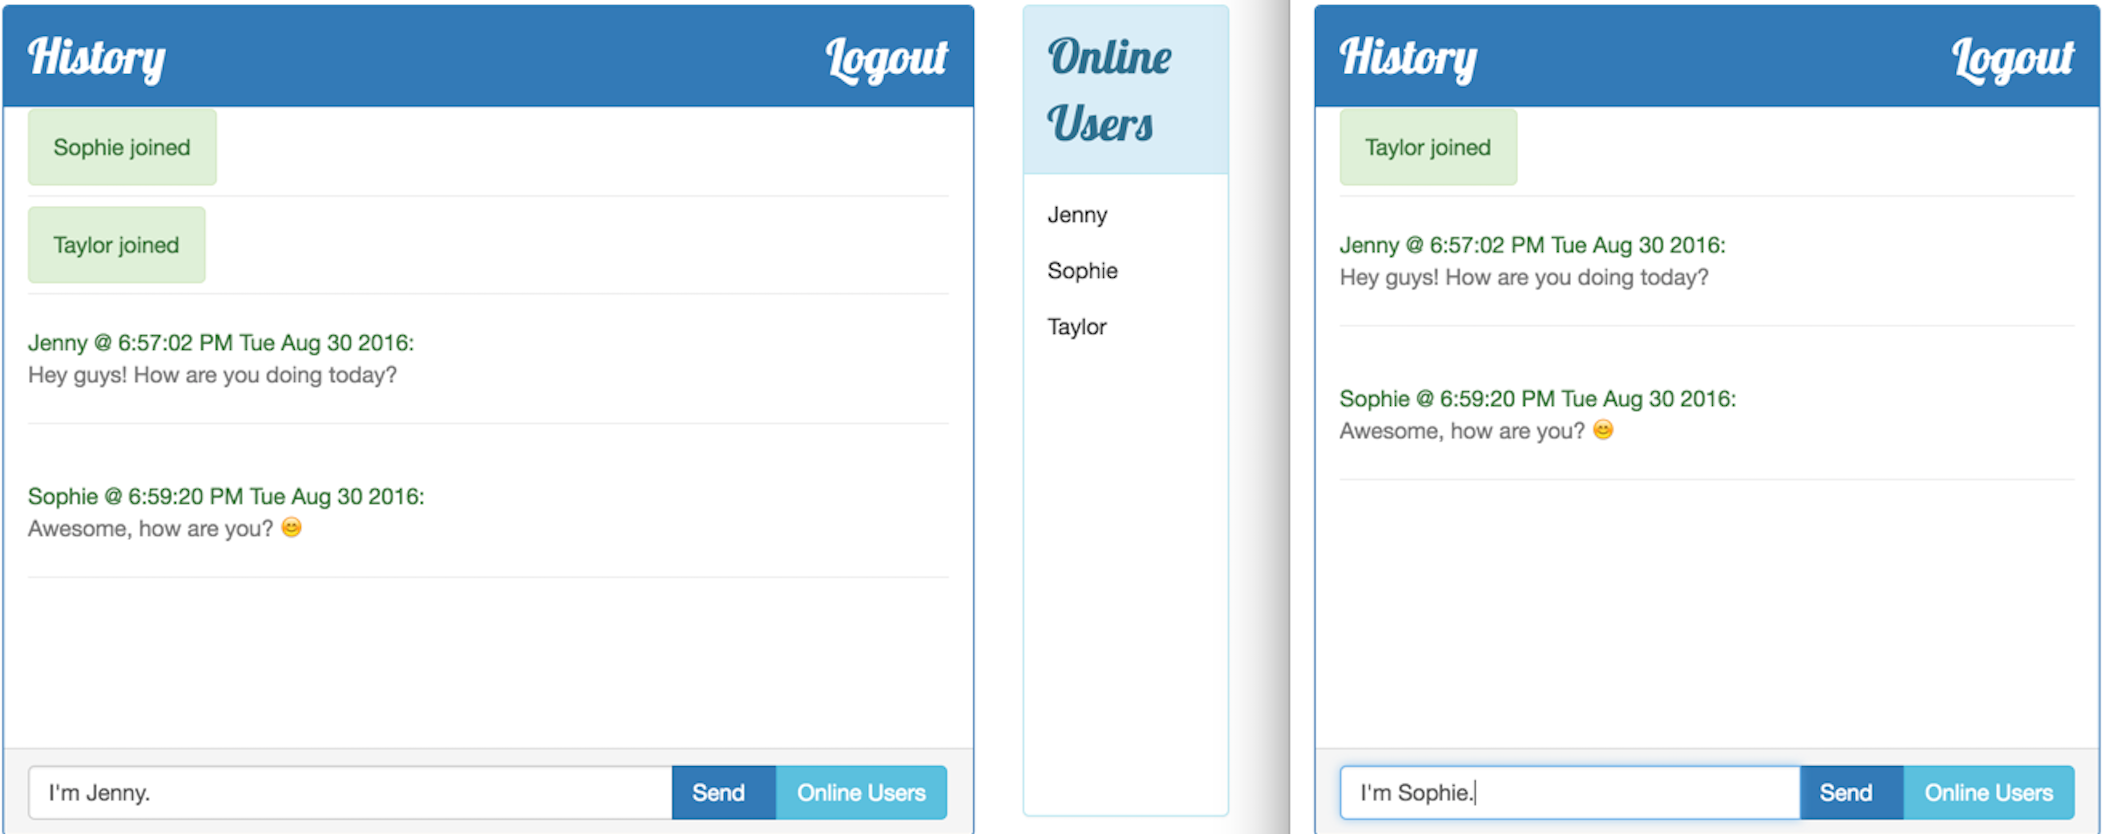 History
Logout
Sophie joined
Taylor joined
Jenny @ 6:57:02 PM Tue Aug 30 2016:
Hey guys! How are you doing today?
Sophie @ 6:59:20 PM Tue Aug 30 2016:
Awesome, how are you? 😊
I'm Jenny.
Send
Online Users
Online
Users
Jenny
Sophie
Taylor
History
Logout
Taylor joined
Jenny @ 6:57:02 PM Tue Aug 30 2016:
Hey guys! How are you doing today?
Sophie @ 6:59:20 PM Tue Aug 30 2016:
Awesome, how are you? 😊
I'm Sophie.
Send
Online Users